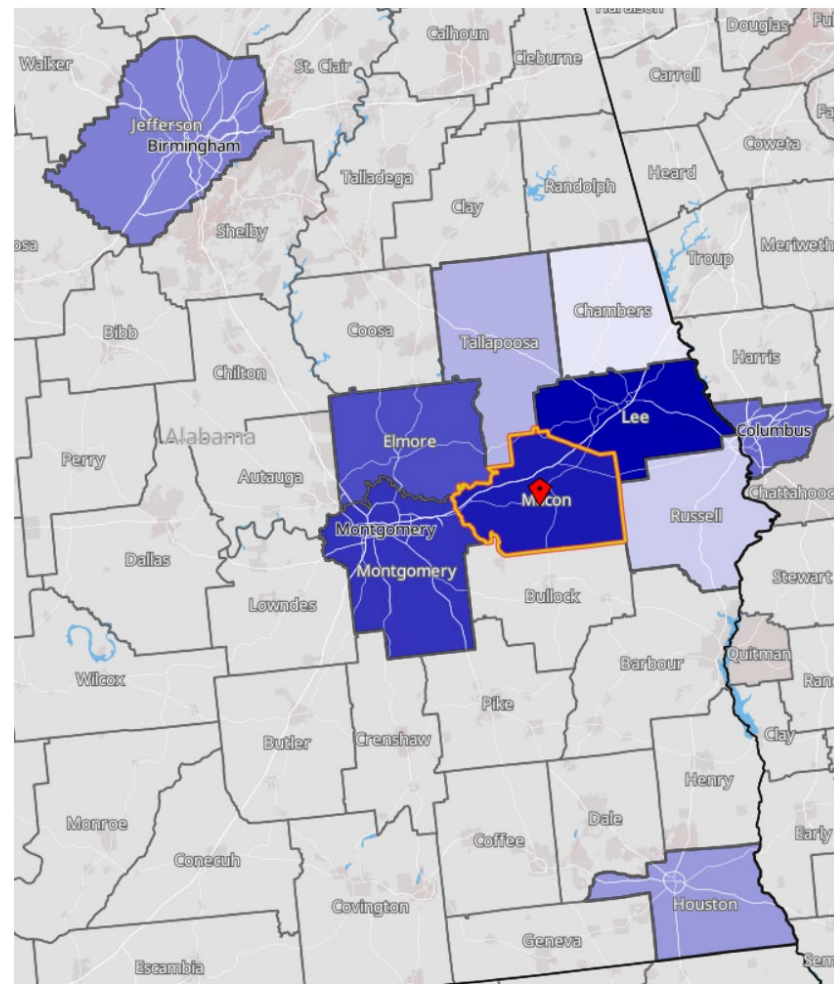 Douglas
Calhoun
Walker
St. Clair
Cleburne
Carroll
Jefferson
Birmingham
Coweta
Talladega
Clay
Randolph
Heard
Shelby
Troup
Meriweth
Chambers
Coosa
Tallapoosa
Bibb
Harris
Chilton
Lee
Alabama
Elmore
Columbus
Perry
Autauga
Chattahooc
Macon
Russell
Montgomery
Dallas
Montgomery
Stewart
Bullock
Lowndes
Barbour
Quitman
Wilcox
Pike
Clay
Butler
Crenshaw
Henry
Monroe
Dale
Early
Coffee
Conecuh
Houston
Covington
Geneva
Escambia